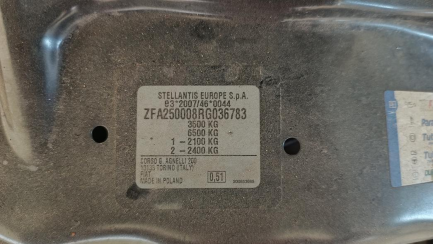 STELLANTIS EUROPE S.p.A.
e3*2007/46*0044
ZFA250008RG036783
3500 KG
6500 KG
1 - 2100 KG
2 - 2400 KG
CORSO G. AGNELLI 200
10135 TORINO (ITALY)
MADE IN POLAND
0,51